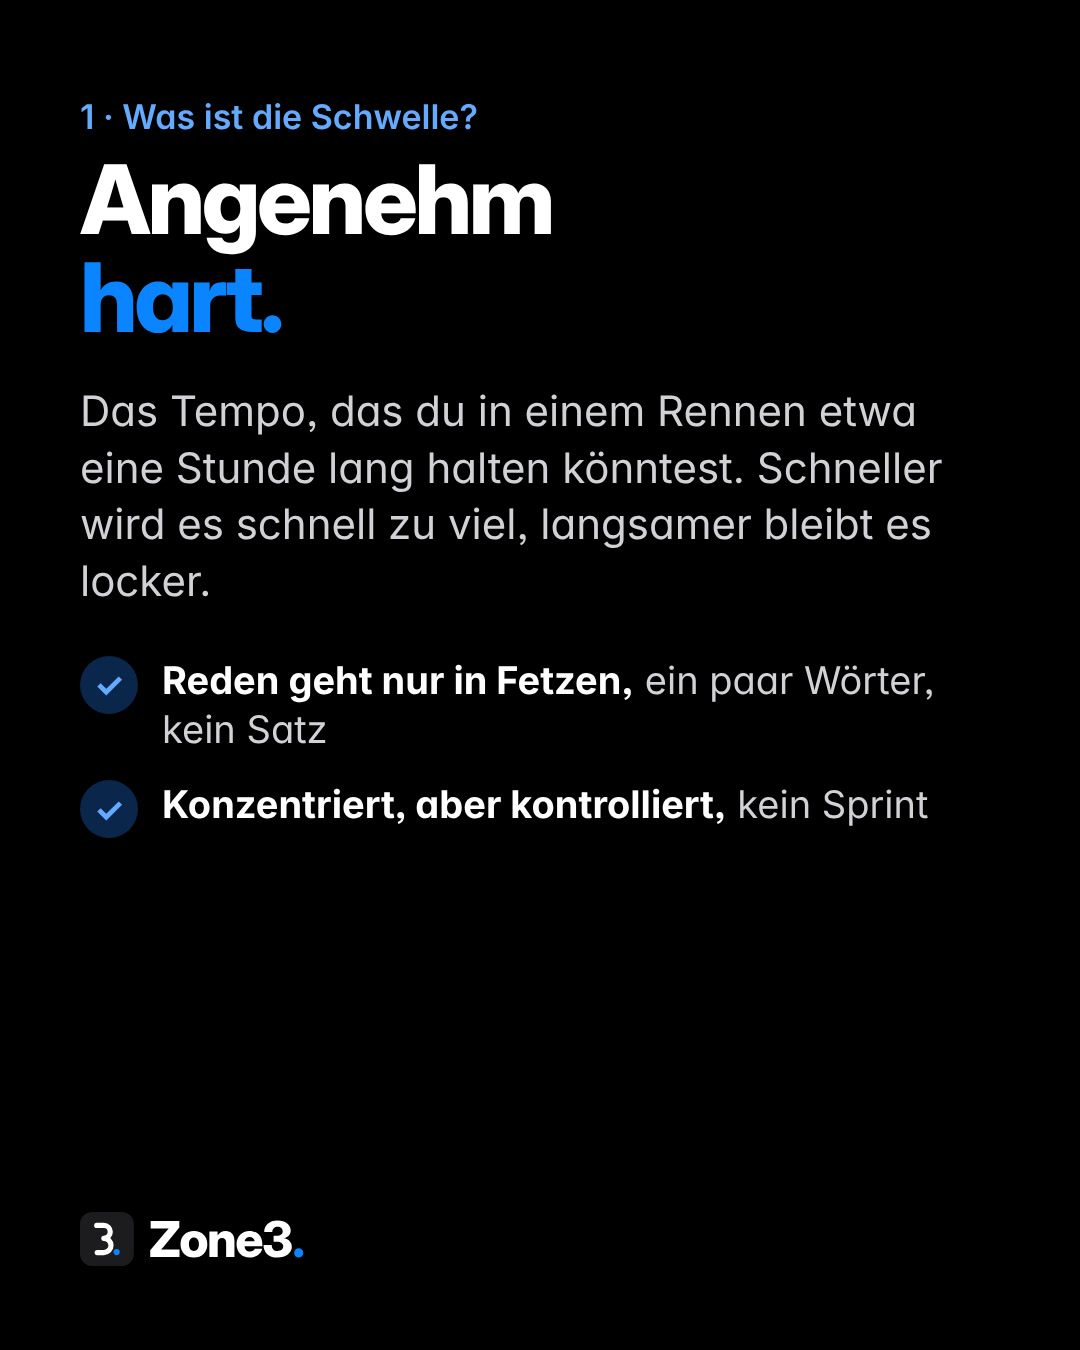 1 · Was ist die Schwelle?
Angenehm
hart.
Das Tempo, das du in einem Rennen etwa
eine Stunde lang halten könntest. Schneller
wird es schnell zu viel, langsamer bleibt es
locker.
Reden geht nur in Fetzen, ein paar Wörter,
kein Satz
Konzentriert, aber kontrolliert, kein Sprint
3. Zone3.